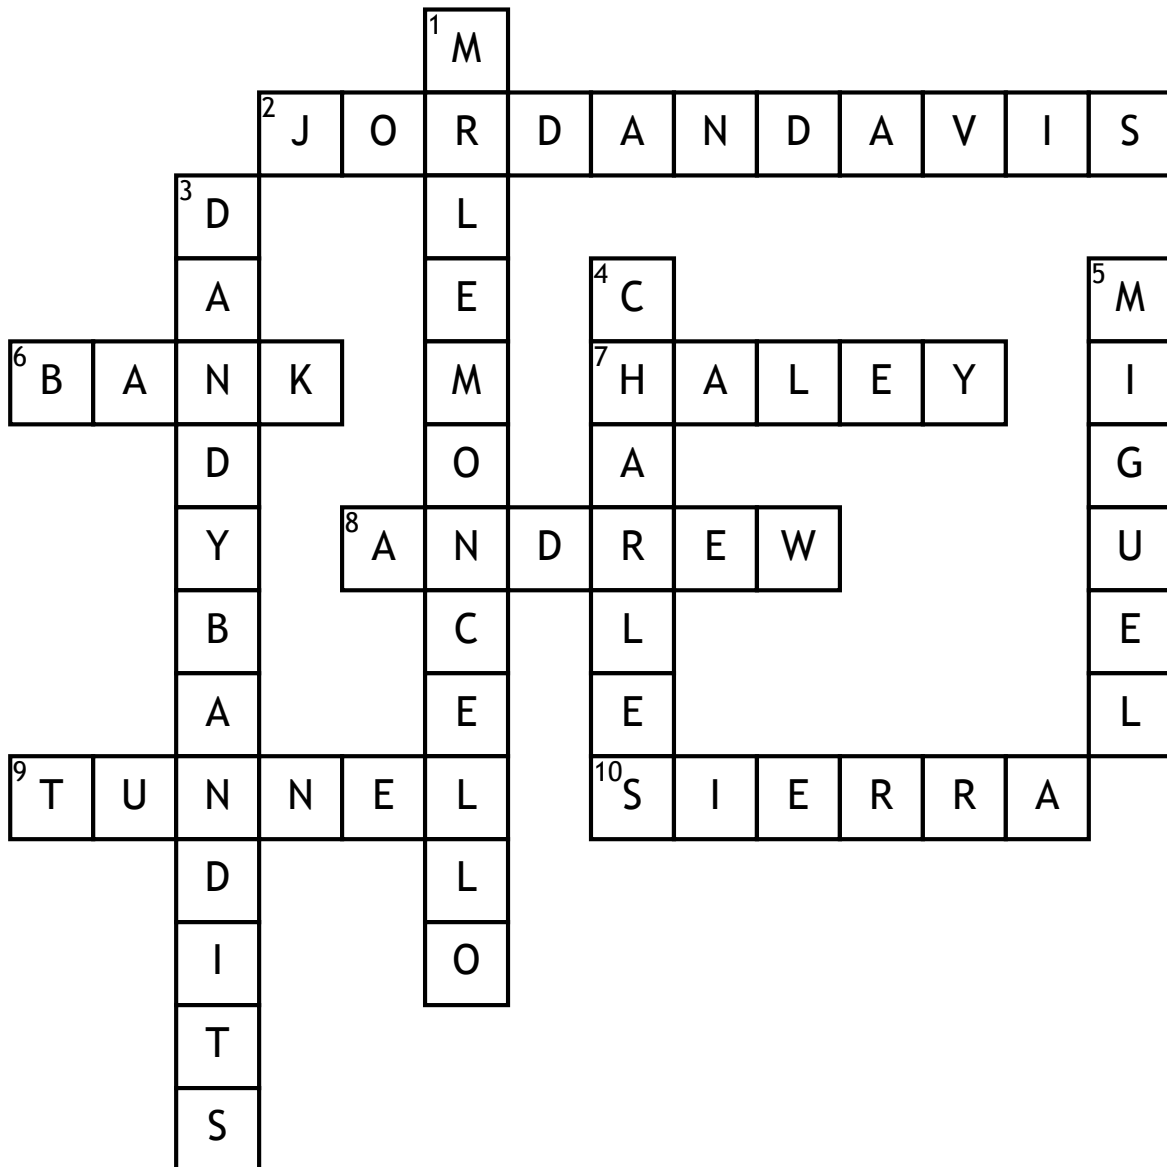 1 M
2 J O R D A N D A V I S
3 D L
A E 4 C 5 M
6 B A N K M 7 H A L E Y I
D O A G
Y 8 A N D R E W U
B C L E
A E E L
9 T U N N E L 10 S I E R R A
D L
I O
T
S